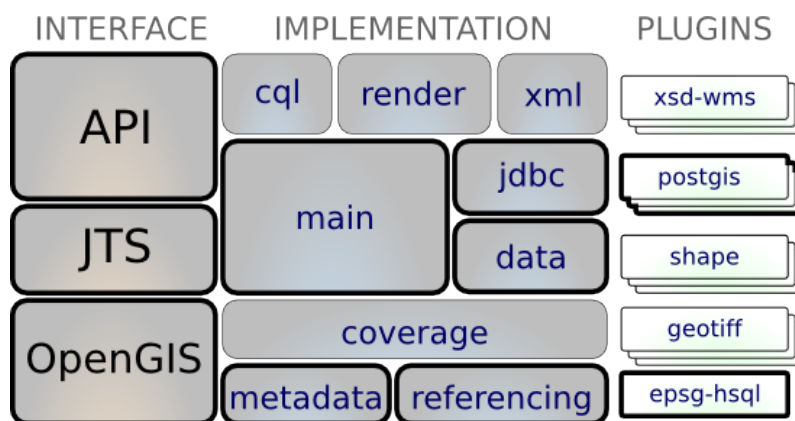 INTERFACE IMPLEMENTATION PLUGINS
API cql render xml xsd-wms
main jdbc postgis
JTS data shape
OpenGIS coverage geotiff
metadata referencing epsg-hsql